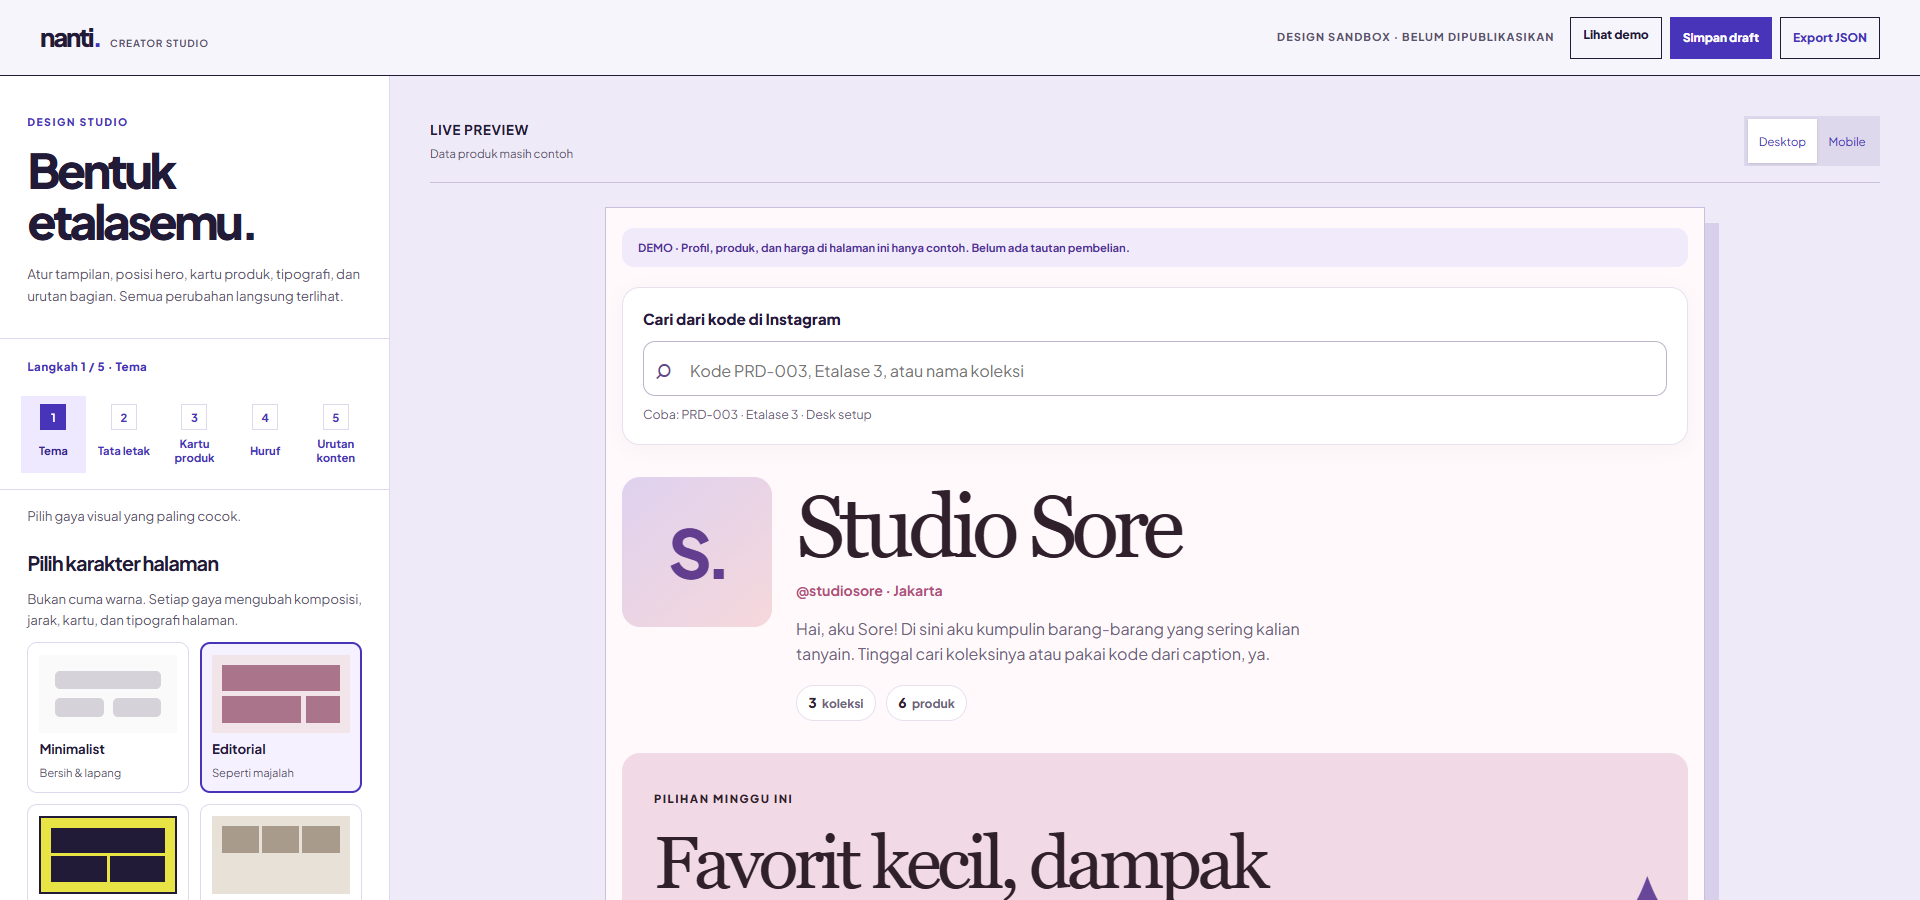 nanti. CREATOR STUDIO
DESIGN SANDBOX · BELUM DIPUBLIKASIKAN
Lihat demo
Simpan draft
Export JSON
DESIGN STUDIO
Bentuk
etalasemu.
Atur tampilan, posisi hero, kartu produk, tipografi, dan
urutan bagian. Semua perubahan langsung terlihat.
Langkah 1 / 5 · Tema
1
Tema
2
Tata letak
3
Kartu
produk
4
Huruf
5
Urutan
konten
Pilih gaya visual yang paling cocok.
Pilih karakter halaman
Bukan cuma warna. Setiap gaya mengubah komposisi,
jarak, kartu, dan tipografi halaman.
Minimalist
Bersih & lapang
Editorial
Seperti majalah
LIVE PREVIEW
Data produk masih contoh
Desktop
Mobile
DEMO · Profil, produk, dan harga di halaman ini hanya contoh. Belum ada tautan pembelian.
Cari dari kode di Instagram
Kode PRD-003, Etalase 3, atau nama koleksi
Coba: PRD-003 · Etalase 3 · Desk setup
S.
Studio Sore
@studiosore · Jakarta
Hai, aku Sore! Di sini aku kumpulin barang-barang yang sering kalian
tanyain. Tinggal cari koleksinya atau pakai kode dari caption, ya.
3 koleksi
6 produk
PILIHAN MINGGU INI
Favorit kecil, dampak